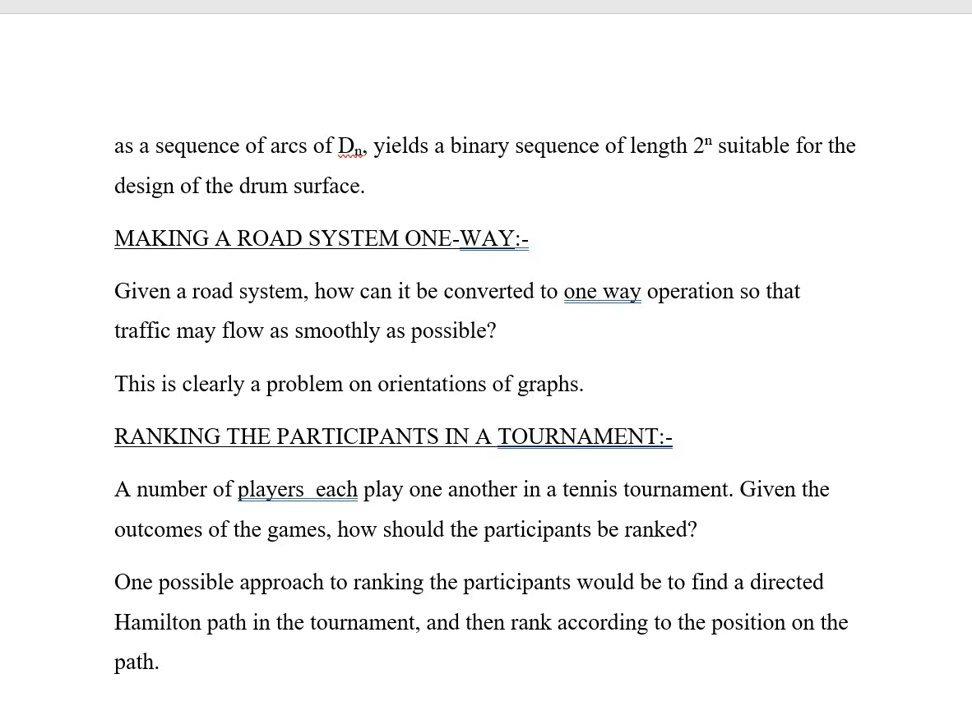 as a sequence of arcs of Dₙ, yields a binary sequence of length 2ⁿ suitable for the
design of the drum surface.
MAKING A ROAD SYSTEM ONE-WAY:-
Given a road system, how can it be converted to one way operation so that
traffic may flow as smoothly as possible?
This is clearly a problem on orientations of graphs.
RANKING THE PARTICIPANTS IN A TOURNAMENT:-
A number of players  each play one another in a tennis tournament. Given the
outcomes of the games, how should the participants be ranked?
One possible approach to ranking the participants would be to find a directed
Hamilton path in the tournament, and then rank according to the position on the
path.